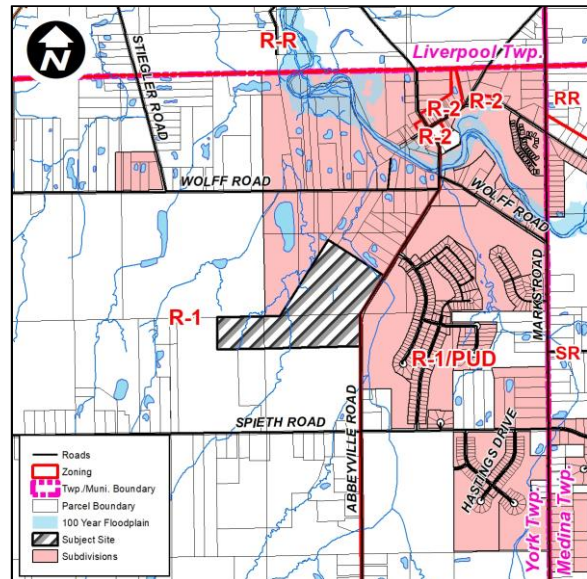 N
STIEGLER ROAD
R-R
Liverpool Twp.
R-2
R-2
R-2
RR
WOLFF ROAD
WOLFF ROAD
MARKS ROAD
R-1
R-1/PUD
SR
SPIETH ROAD
ABBEYVILLE ROAD
HASTINGS DRIVE
York Twp.
Medina Twp.
Roads
Zoning
Twp./Muni. Boundary
Parcel Boundary
100 Year Floodplain
Subject Site
Subdivisions